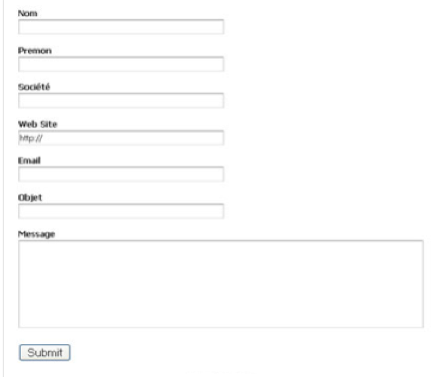 Nom
Premon
Société
Web Site
http://
Email
Objet
Message
Submit